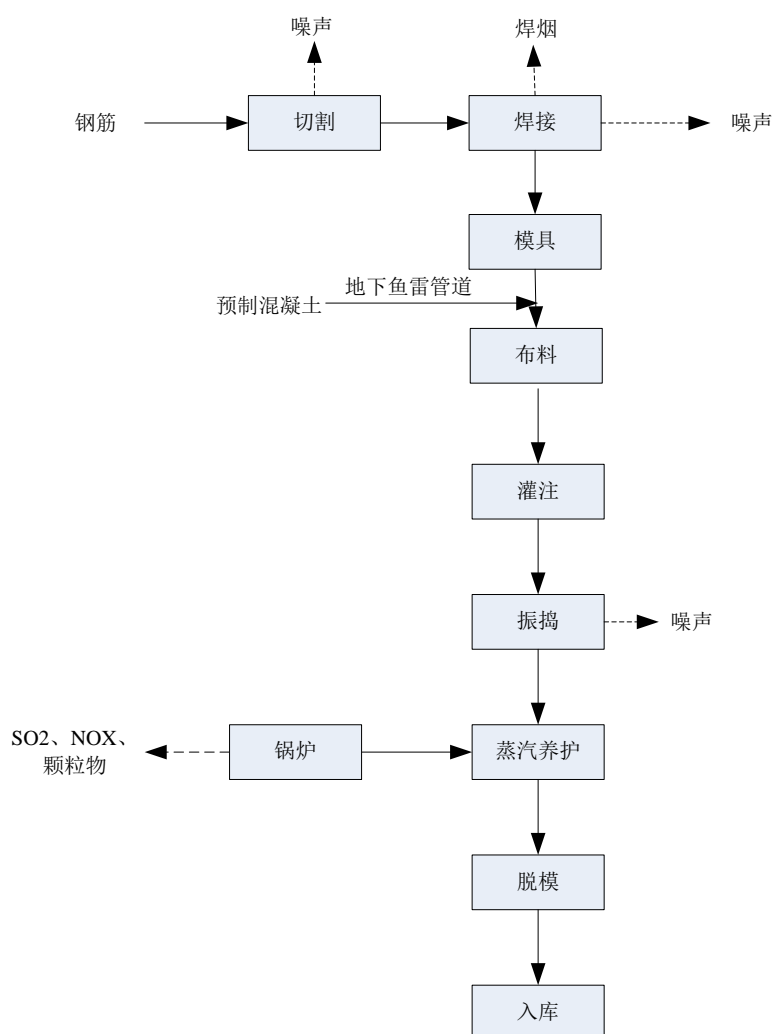 噪声
焊烟
钢筋
切割
焊接
噪声
模具
地下鱼雷管道
预制混凝土
布料
灌注
振捣
噪声
SO2、NOX、
颗粒物
锅炉
蒸汽养护
脱模
入库